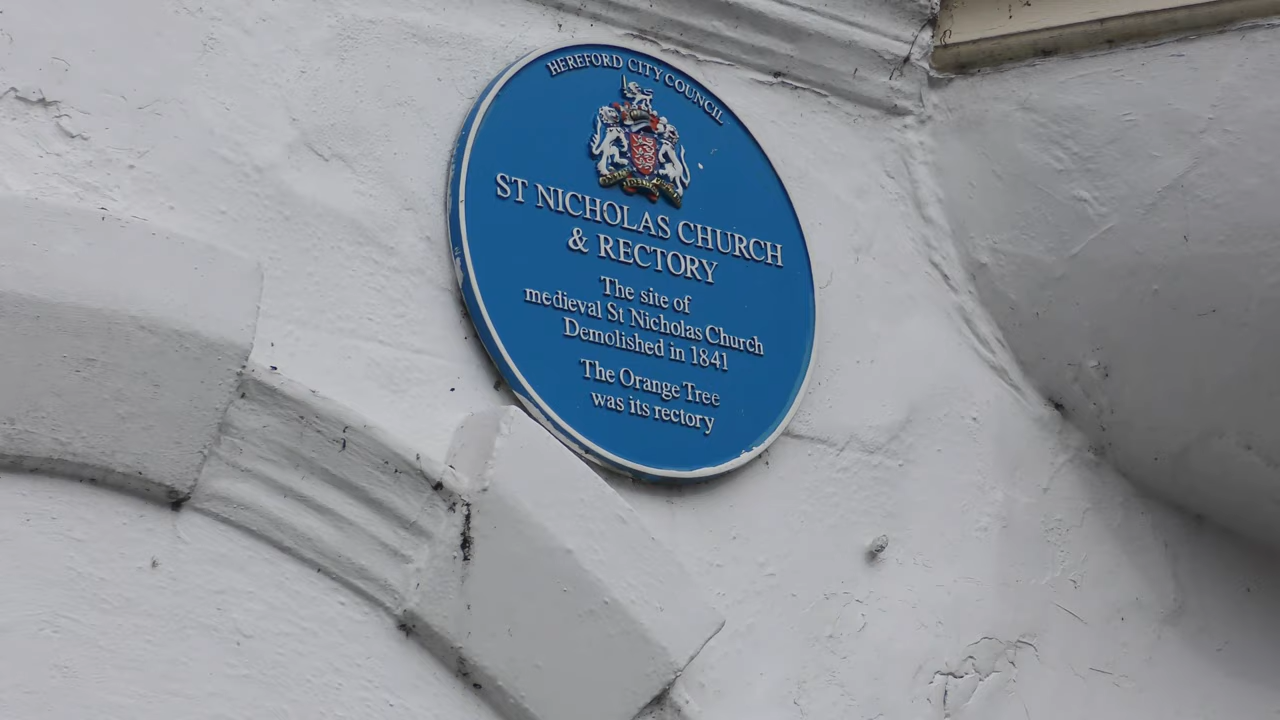 HEREFORD CITY COUNCIL
ST NICHOLAS CHURCH
& RECTORY
The site of
medieval St Nicholas Church
Demolished in 1841
The Orange Tree
was its rectory